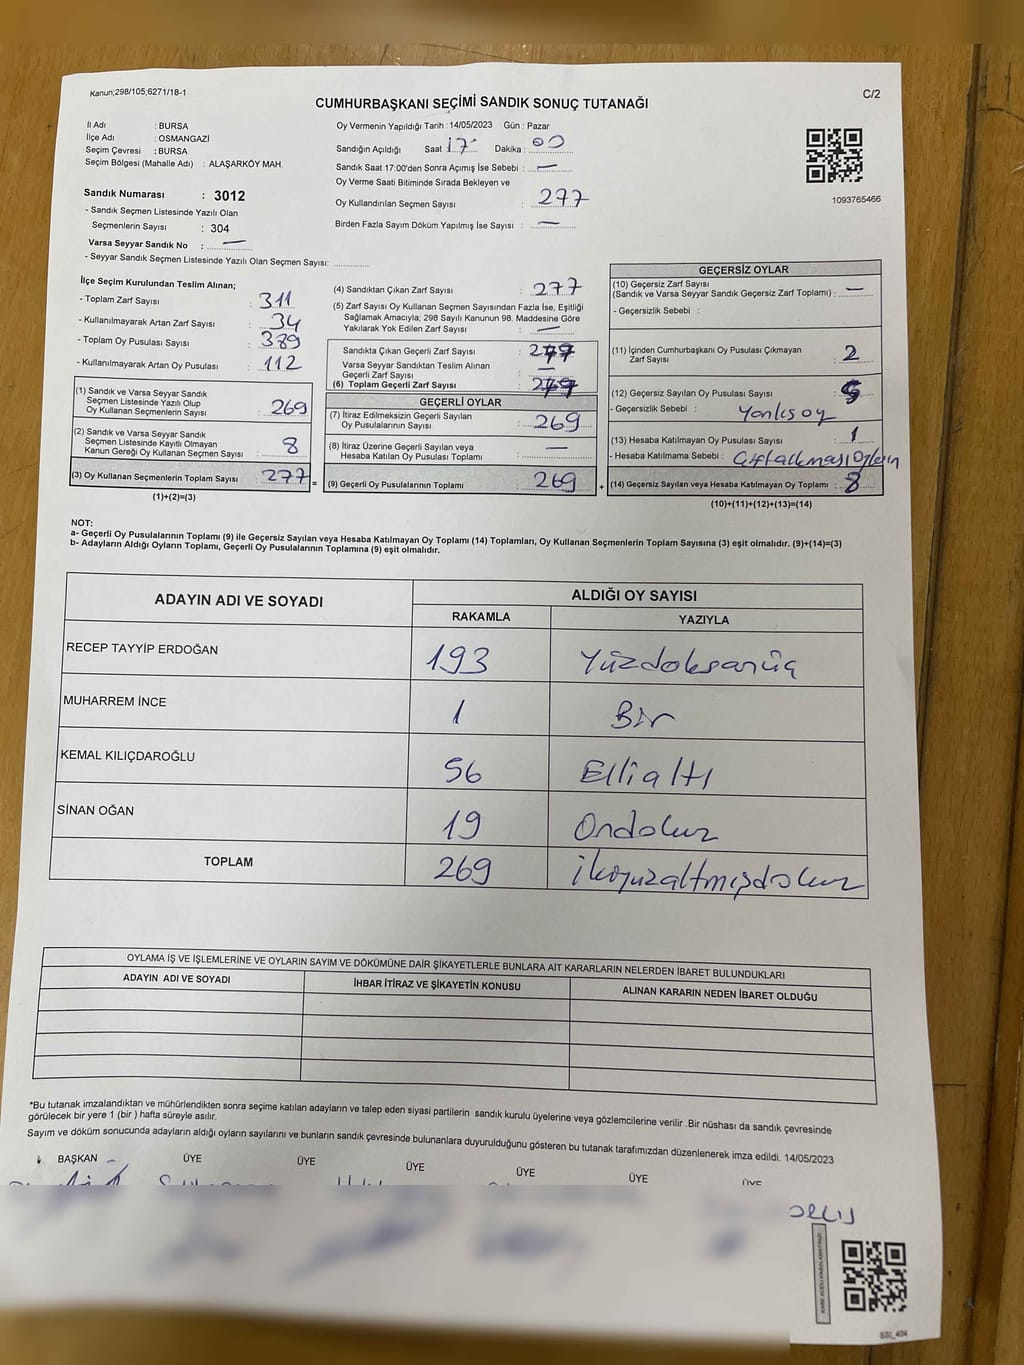 Kanun;298/105;6271/18-1
C/2
CUMHURBAŞKANI SEÇİMİ SANDIK SONUÇ TUTANAĞI
İl Adı : BURSA
İlçe Adı : OSMANGAZİ
Seçim Çevresi : BURSA
Seçim Bölgesi (Mahalle Adı) : ALAŞARKÖY MAH.
Sandık Numarası : 3012
- Sandık Seçmen Listesinde Yazılı Olan
Seçmenlerin Sayısı : 304
Varsa Seyyar Sandık No : —
- Seyyar Sandık Seçmen Listesinde Yazılı Olan Seçmen Sayısı:
Oy Vermenin Yapıldığı Tarih : 14/05/2023 Gün : Pazar
Sandığın Açıldığı Saat : 17 Dakika : 00
Sandık Saat 17:00'den Sonra Açımış İse Sebebi : —
Oy Verme Saati Bitiminde Sırada Bekleyen ve
Oy Kullandırılan Seçmen Sayısı : 277
Birden Fazla Sayım Döküm Yapılmış İse Sayısı : —
1093765466
İlçe Seçim Kurulundan Teslim Alınan;
- Toplam Zarf Sayısı : 311
- Kullanılmayarak Artan Zarf Sayısı : 34
- Toplam Oy Pusulası Sayısı : 389
- Kullanılmayarak Artan Oy Pusulası : 112
(1) Sandık ve Varsa Seyyar Sandık
Seçmen Listesinde Yazılı Olup
Oy Kullanan Seçmenlerin Sayısı : 269
(2) Sandık ve Varsa Seyyar Sandık
Seçmen Listesinde Kayıtlı Olmayan
Kanun Gereği Oy Kullanan Seçmen Sayısı : 8
(3) Oy Kullanan Seçmenlerin Toplam Sayısı : 277 =
(1)+(2)=(3)
(4) Sandıktan Çıkan Zarf Sayısı : 277
(5) Zarf Sayısı Oy Kullanan Seçmen Sayısından Fazla İse, Eşitliği
Sağlamak Amacıyla; 298 Sayılı Kanunun 98. Maddesine Göre
Yakılarak Yok Edilen Zarf Sayısı : —
Sandıkta Çıkan Geçerli Zarf Sayısı :
Varsa Seyyar Sandıktan Teslim Alınan
Geçerli Zarf Sayısı : —
(6) Toplam Geçerli Zarf Sayısı :
GEÇERLİ OYLAR
(7) İtiraz Edilmeksizin Geçerli Sayılan
Oy Pusulalarının Sayısı : 269
(8) İtiraz Üzerine Geçerli Sayılan veya
Hesaba Katılan Oy Pusulası Toplamı : —
(9) Geçerli Oy Pusulalarının Toplamı : 269 +
GEÇERSİZ OYLAR
(10) Geçersiz Zarf Sayısı
(Sandık ve Varsa Seyyar Sandık Geçersiz Zarf Toplamı) : —
- Geçersizlik Sebebi :
(11) İçinden Cumhurbaşkanı Oy Pusulası Çıkmayan
Zarf Sayısı : 2
(12) Geçersiz Sayılan Oy Pusulası Sayısı : 5
- Geçersizlik Sebebi : Yanlış oy
(13) Hesaba Katılmayan Oy Pusulası Sayısı : 1
- Hesaba Katılmama Sebebi :
(14) Geçersiz Sayılan veya Hesaba Katılmayan Oy Toplamı : 8
(10)+(11)+(12)+(13)=(14)
NOT:
a- Geçerli Oy Pusulalarının Toplamı (9) ile Geçersiz Sayılan veya Hesaba Katılmayan Oy Toplamı (14) Toplamları, Oy Kullanan Seçmenlerin Toplam Sayısına (3) eşit olmalıdır. (9)+(14)=(3)
b- Adayların Aldığı Oyların Toplamı, Geçerli Oy Pusulalarının Toplamına (9) eşit olmalıdır.
ADAYIN ADI VE SOYADI ALDIĞI OY SAYISI
RAKAMLA YAZIYLA
RECEP TAYYİP ERDOĞAN 193 Yüzdoksanüç
MUHARREM İNCE 1 Bir
KEMAL KILIÇDAROĞLU 56 Ellialtı
SİNAN OĞAN 19 Ondokuz
TOPLAM 269 ikiyüzaltmışdokuz
OYLAMA İŞ VE İŞLEMLERİNE VE OYLARIN SAYIM VE DÖKÜMÜNE DAİR ŞİKAYETLERLE BUNLARA AİT KARARLARIN NELERDEN İBARET BULUNDUKLARI
ADAYIN ADI VE SOYADI İHBAR İTİRAZ VE ŞİKAYETİN KONUSU ALINAN KARARIN NEDEN İBARET OLDUĞU
*Bu tutanak imzalandıktan ve mühürlendikten sonra seçime katılan adayların ve talep eden siyasi partilerin sandık kurulu üyelerine veya gözlemcilerine verilir .Bir nüshası da sandık çevresinde
görülecek bir yere 1 (bir ) hafta süreyle asılır.
Sayım ve döküm sonucunda adayların aldığı oyların sayılarını ve bunların sandık çevresinde bulunanlara duyurulduğunu gösteren bu tutanak tarafımızdan düzenlenerek imza edildi. 14/05/2023
BAŞKAN ÜYE ÜYE ÜYE ÜYE ÜYE ÜYE
SSI_404